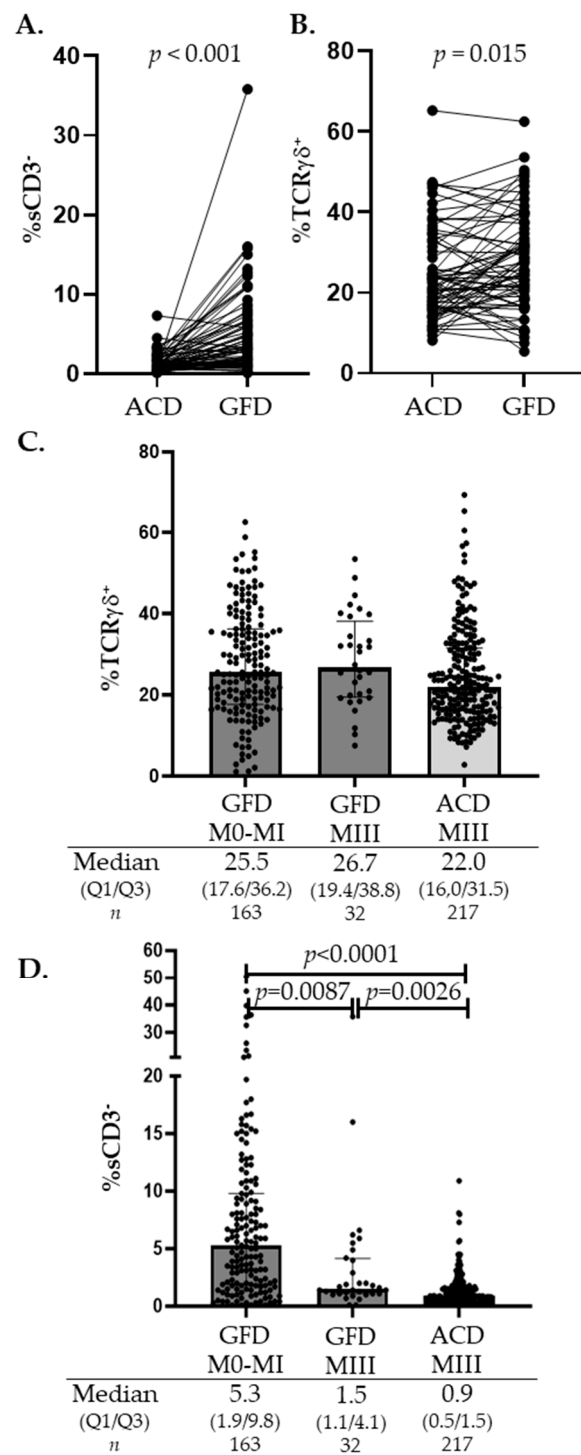 A.
p < 0.001
%sCD3-
40
30
20
10
0
ACD GFD
B.
p = 0.015
%TCRγδ+
80
60
40
20
0
ACD GFD
C.
%TCRγδ+
80
60
40
20
0
GFD GFD ACD
M0-MI MIII MIII
Median 25.5 26.7 22.0
(Q1/Q3) (17.6/36.2) (19.4/38.8) (16,0/31.5)
n 163 32 217
D.
p<0.0001
p=0.0087 p=0.0026
%sCD3-
60
50
40
30
20
15
10
5
0
GFD GFD ACD
M0-MI MIII MIII
Median 5.3 1.5 0.9
(Q1/Q3) (1.9/9.8) (1.1/4.1) (0.5/1.5)
n 163 32 217